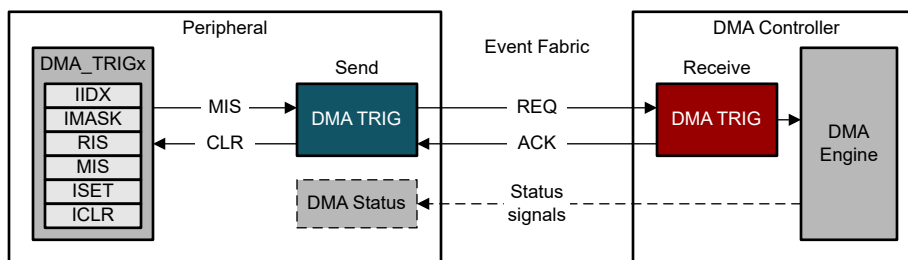 Peripheral
DMA_TRIGx
IIDX
IMASK
RIS
MIS
ISET
ICLR
MIS
CLR
Send
DMA TRIG
DMA Status
Event Fabric
REQ
ACK
Status
signals
DMA Controller
Receive
DMA TRIG
DMA
Engine